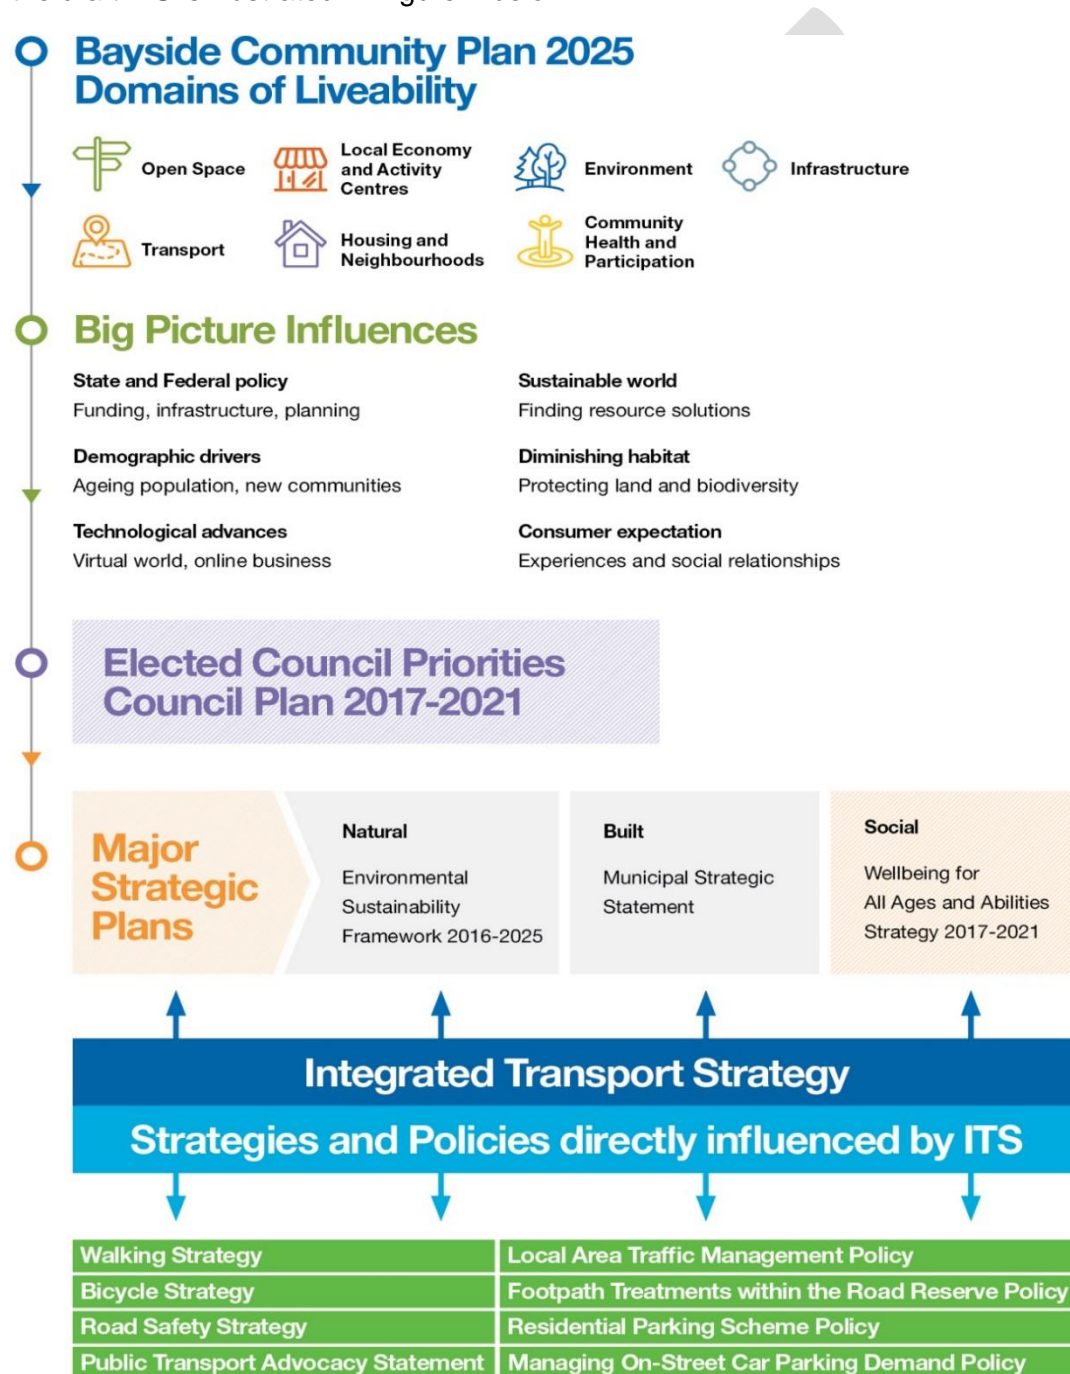 Bayside Community Plan 2025
Domains of Liveability
Open Space
Local Economy
and Activity
Centres
Environment
Infrastructure
Transport
Housing and
Neighbourhoods
Community
Health and
Participation
Big Picture Influences
State and Federal policy
Funding, infrastructure, planning
Sustainable world
Finding resource solutions
Demographic drivers
Ageing population, new communities
Diminishing habitat
Protecting land and biodiversity
Technological advances
Virtual world, online business
Consumer expectation
Experiences and social relationships
Elected Council Priorities
Council Plan 2017-2021
Major
Strategic
Plans
Natural
Environmental
Sustainability
Framework 2016-2025
Built
Municipal Strategic
Statement
Social
Wellbeing for
All Ages and Abilities
Strategy 2017-2021
Integrated Transport Strategy
Strategies and Policies directly influenced by ITS
Walking Strategy
Local Area Traffic Management Policy
Bicycle Strategy
Footpath Treatments within the Road Reserve Policy
Road Safety Strategy
Residential Parking Scheme Policy
Public Transport Advocacy Statement
Managing On-Street Car Parking Demand Policy